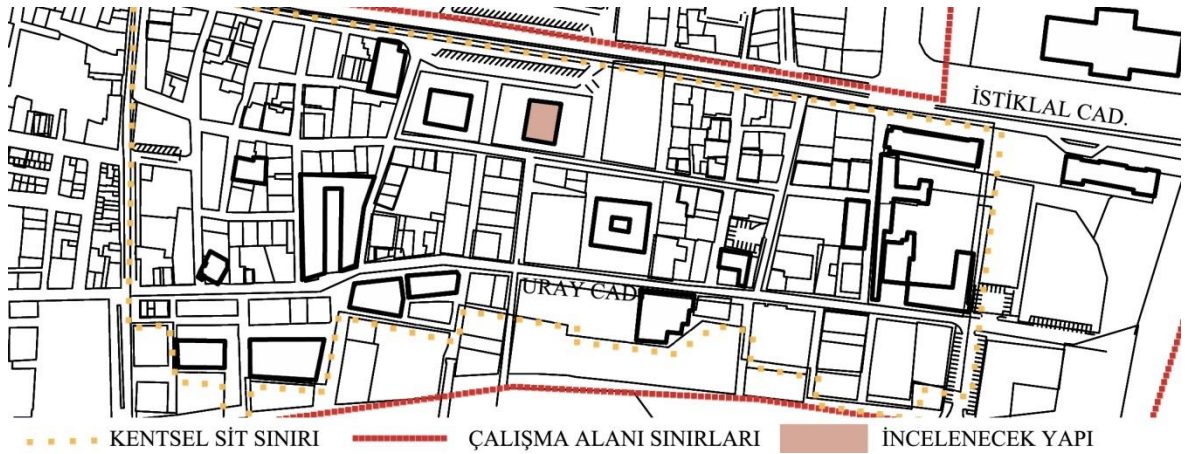 İSTİKLAL CAD.
URAY CAD.
KENTSEL SİT SINIRI
ÇALIŞMA ALANI SINIRLARI
İNCELENECEK YAPI